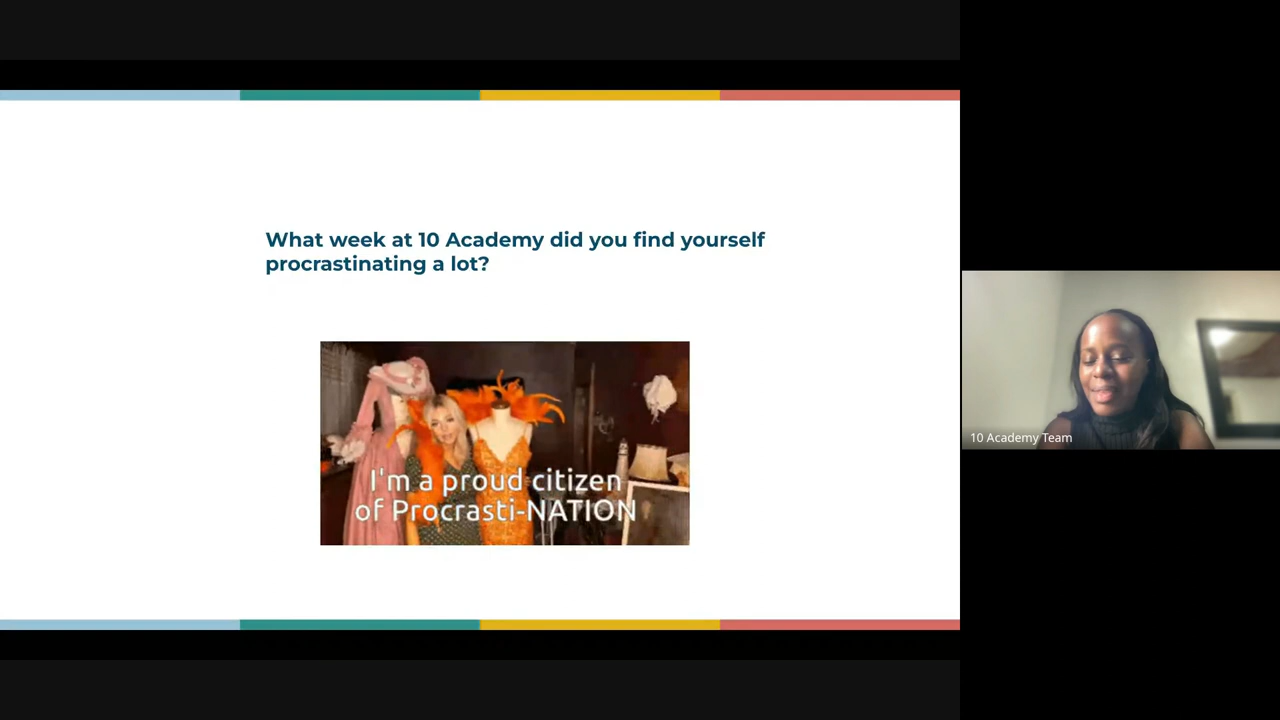 What week at 10 Academy did you find yourself
procrastinating a lot?
I'm a proud citizen
of Procrasti-NATION
10 Academy Team